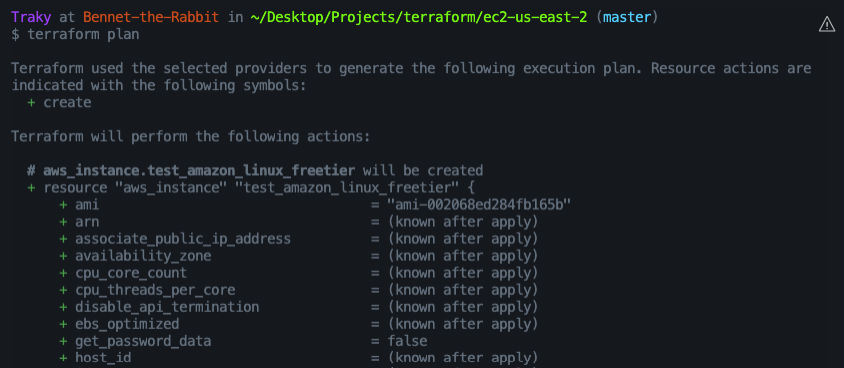 Traky at Bennet-the-Rabbit in ~/Desktop/Projects/terraform/ec2-us-east-2 (master)
$ terraform plan
Terraform used the selected providers to generate the following execution plan. Resource actions are
indicated with the following symbols:
+ create
Terraform will perform the following actions:
# aws_instance.test_amazon_linux_freetier will be created
+ resource "aws_instance" "test_amazon_linux_freetier" {
+ ami = "ami-002068ed284fb165b"
+ arn = (known after apply)
+ associate_public_ip_address = (known after apply)
+ availability_zone = (known after apply)
+ cpu_core_count = (known after apply)
+ cpu_threads_per_core = (known after apply)
+ disable_api_termination = (known after apply)
+ ebs_optimized = (known after apply)
+ get_password_data = false
+ host_id = (known after apply)